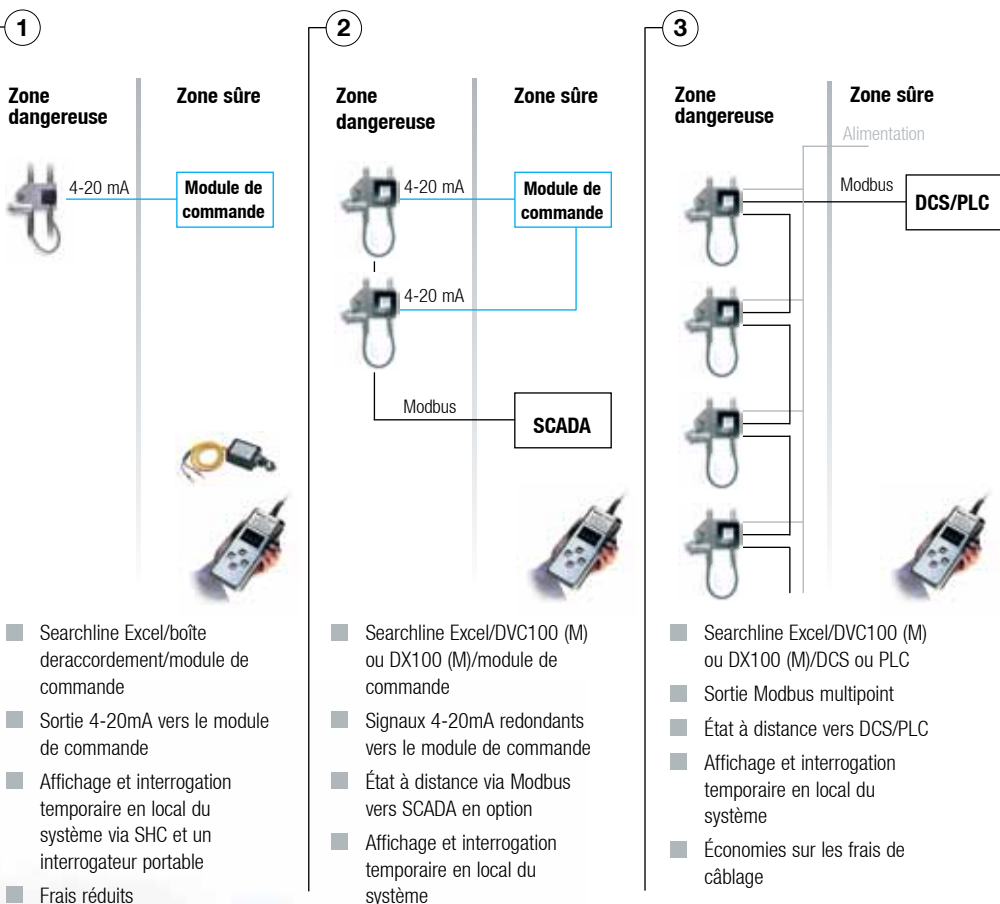 1
Zone
dangereuse
Zone sûre
4-20 mA
Module de
commande
Searchline Excel/boîte
deraccordement/module de
commande
Sortie 4-20mA vers le module
de commande
Affichage et interrogation
temporaire en local du
système via SHC et un
interrogateur portable
Frais réduits
2
Zone
dangereuse
Zone sûre
4-20 mA
Module de
commande
4-20 mA
Modbus
SCADA
Searchline Excel/DVC100 (M)
ou DX100 (M)/module de
commande
Signaux 4-20mA redondants
vers le module de commande
État à distance via Modbus
vers SCADA en option
Affichage et interrogation
temporaire en local du
système
3
Zone
dangereuse
Zone sûre
Alimentation
Modbus
DCS/PLC
Searchline Excel/DVC100 (M)
ou DX100 (M)/DCS ou PLC
Sortie Modbus multipoint
État à distance vers DCS/PLC
Affichage et interrogation
temporaire en local du
système
Économies sur les frais de
câblage